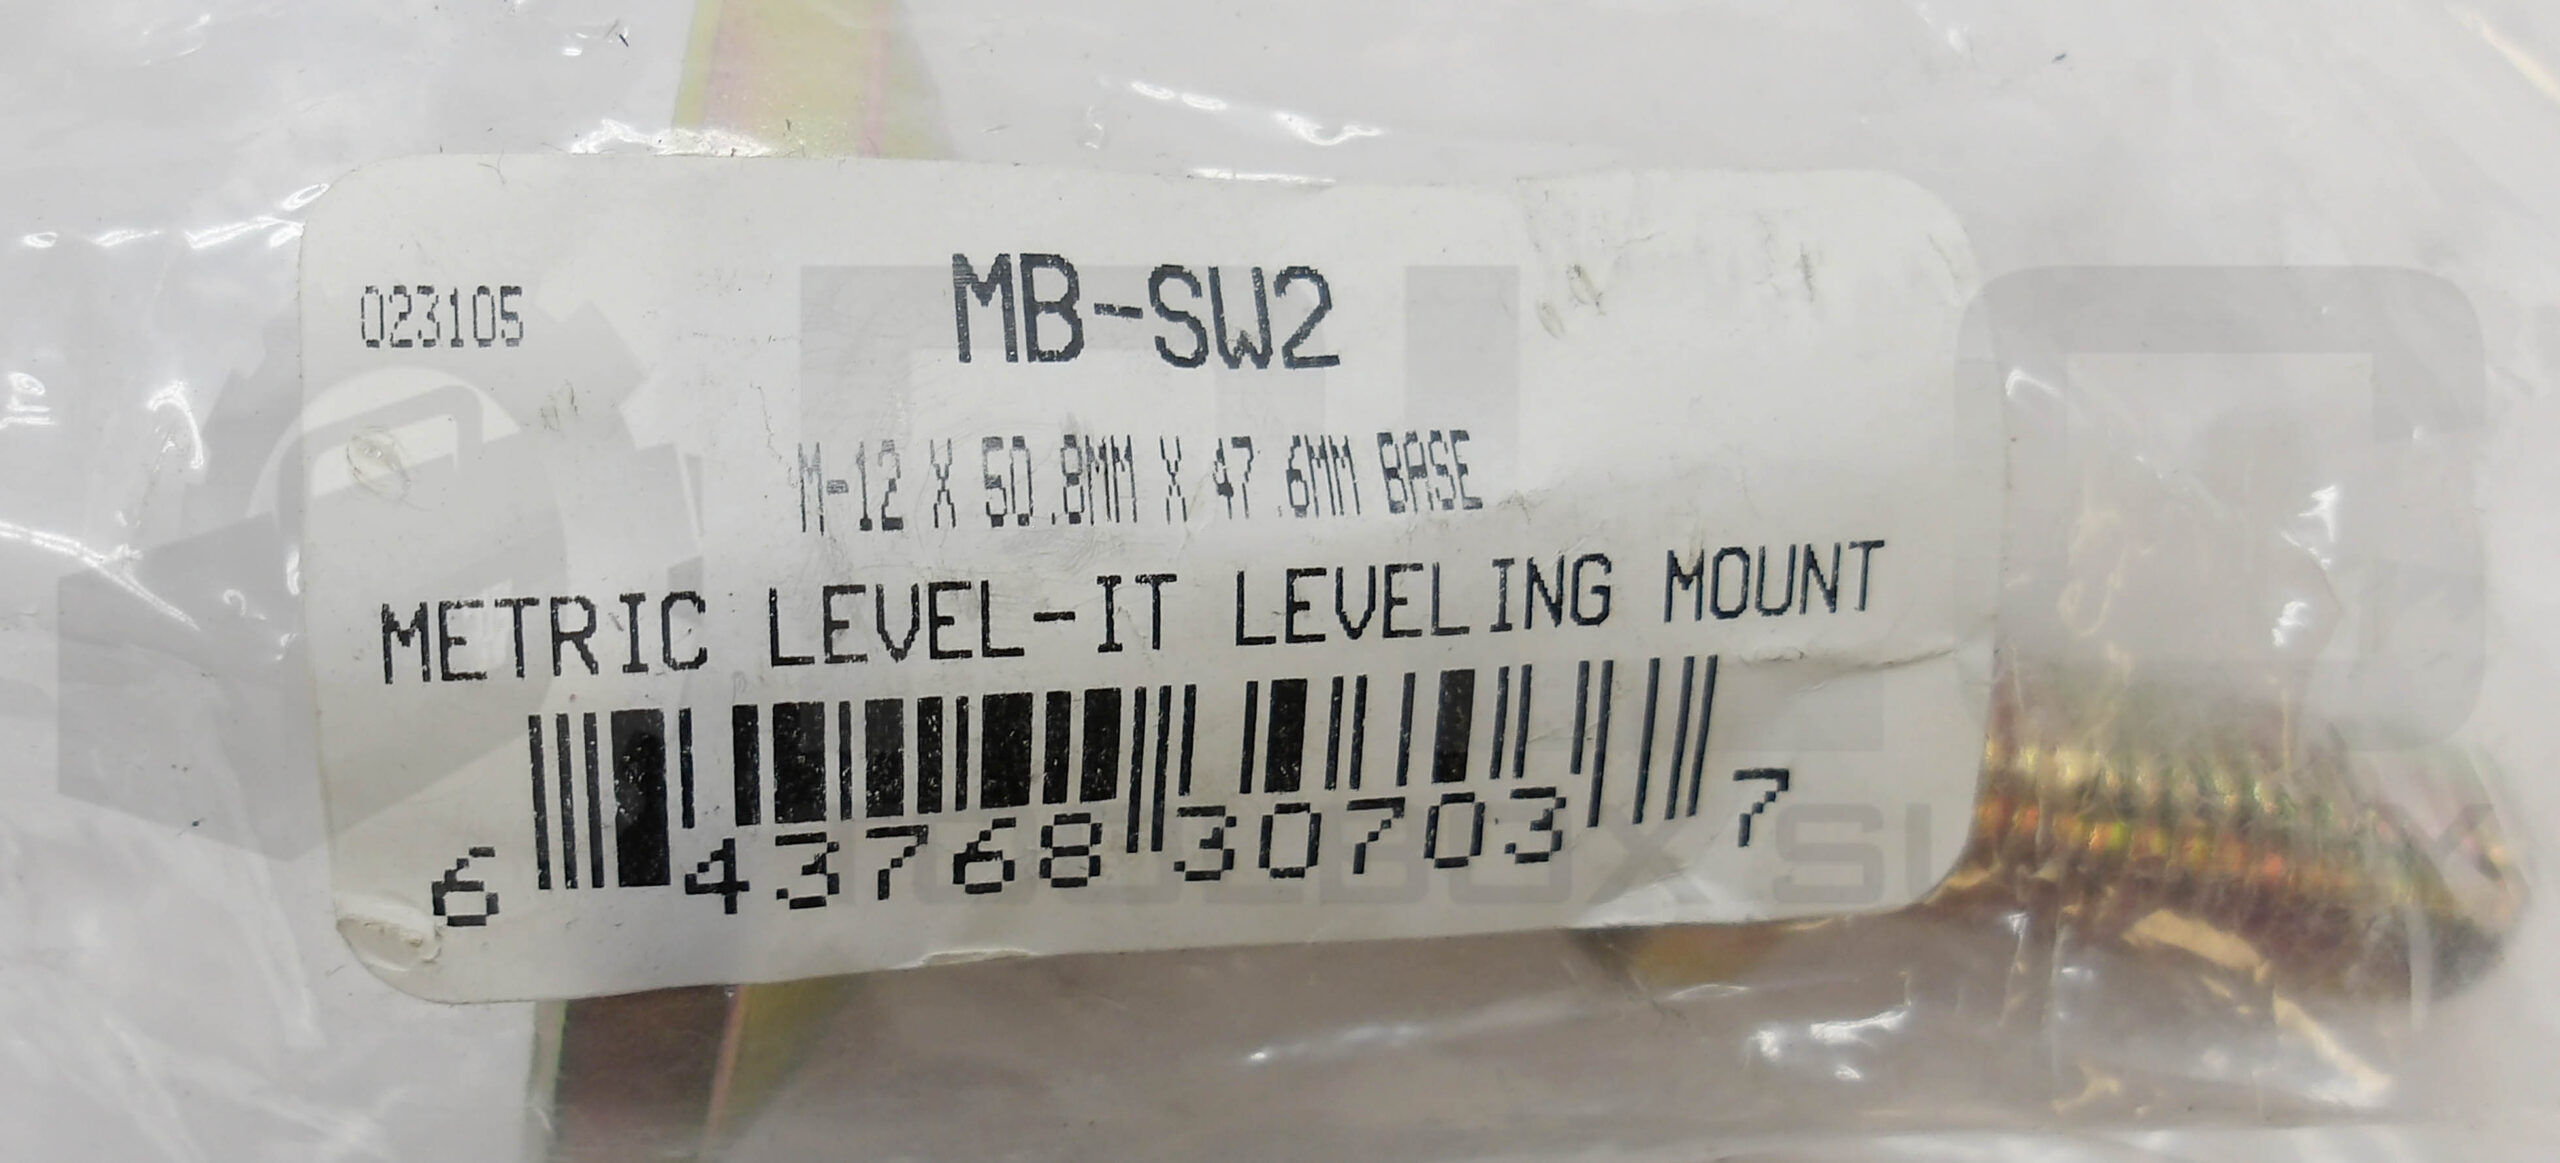 023105
MB-SW2
M-12 X 50.8MM X 47.6MM BASE
METRIC LEVEL-IT LEVELING MOUNT
6 43768 30703 7